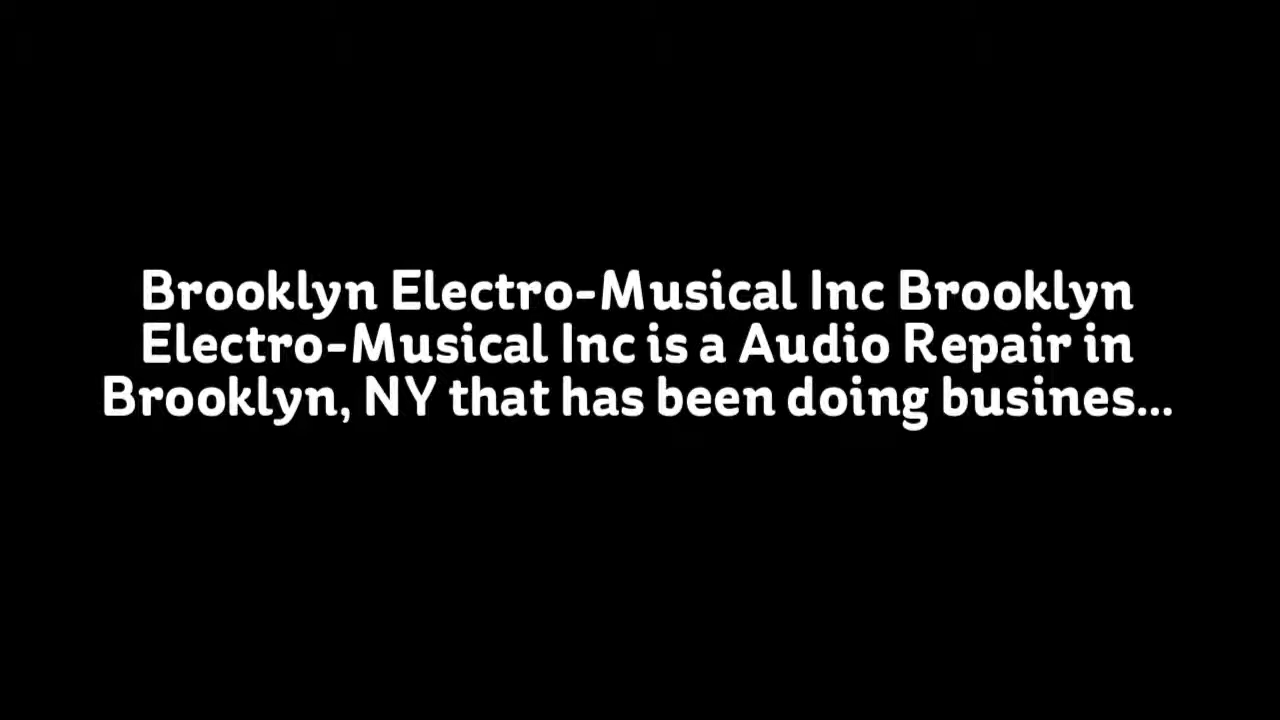 Brooklyn Electro-Musical Inc Brooklyn
Electro-Musical Inc is a Audio Repair in
Brooklyn, NY that has been doing busines...